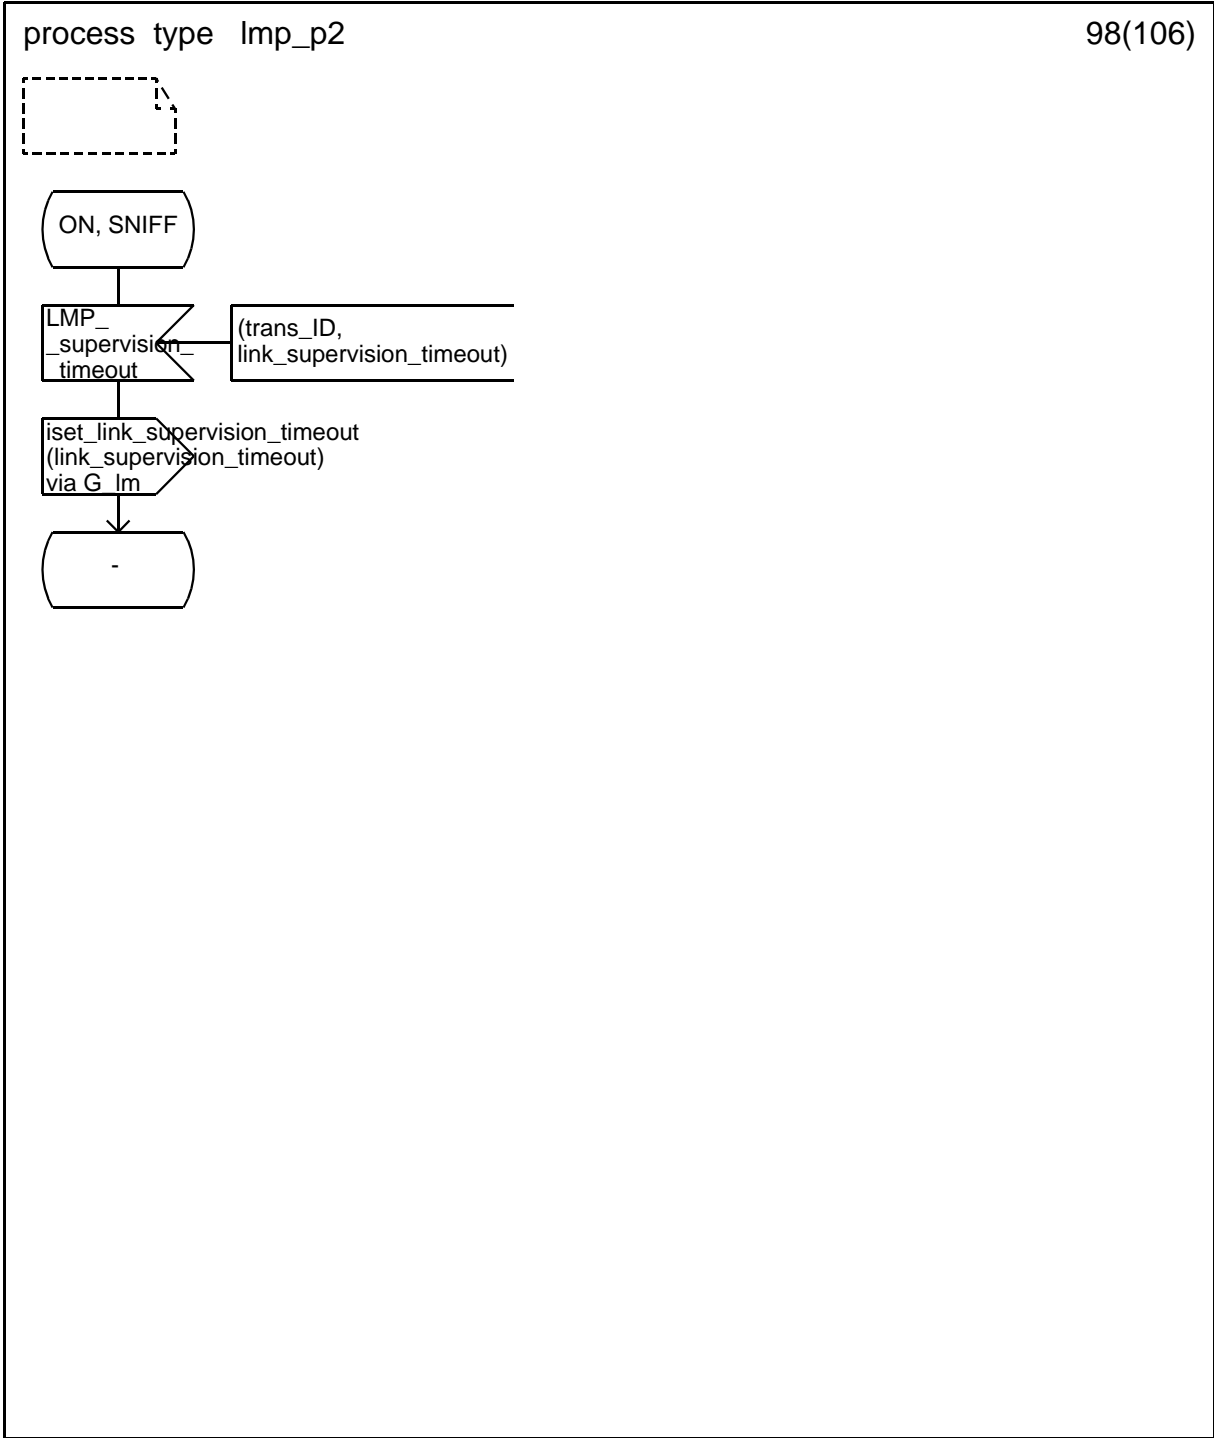 process type lmp_p2
98(106)
ON, SNIFF
LMP_
_supervision_
_timeout
(trans_ID,
link_supervision_timeout)
iset_link_supervision_timeout
(link_supervision_timeout)
via G_lm
-